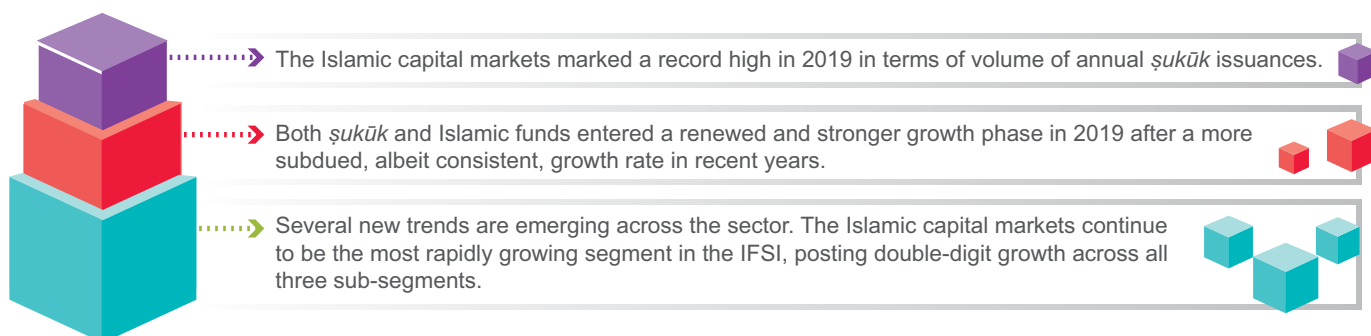 The Islamic capital markets marked a record high in 2019 in terms of volume of annual ṣukūk issuances.
Both ṣukūk and Islamic funds entered a renewed and stronger growth phase in 2019 after a more
subdued, albeit consistent, growth rate in recent years.
Several new trends are emerging across the sector. The Islamic capital markets continue
to be the most rapidly growing segment in the IFSI, posting double-digit growth across all
three sub-segments.